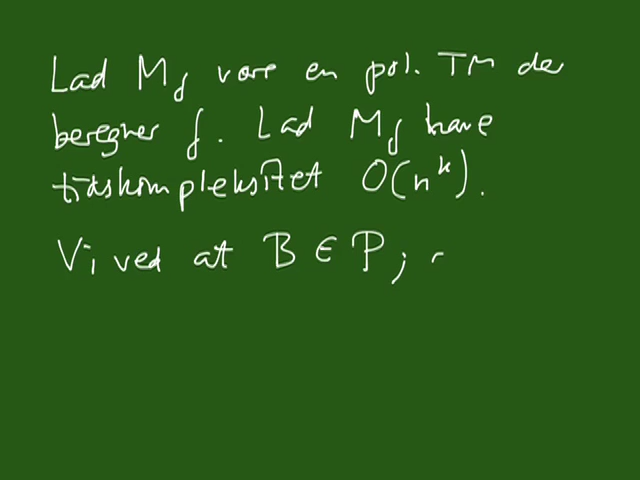 Lad M_f være en pol. TM der
beregner f. Lad M_f have
tidskompleksitet O(n^k).
Vi ved at B ∈ P,